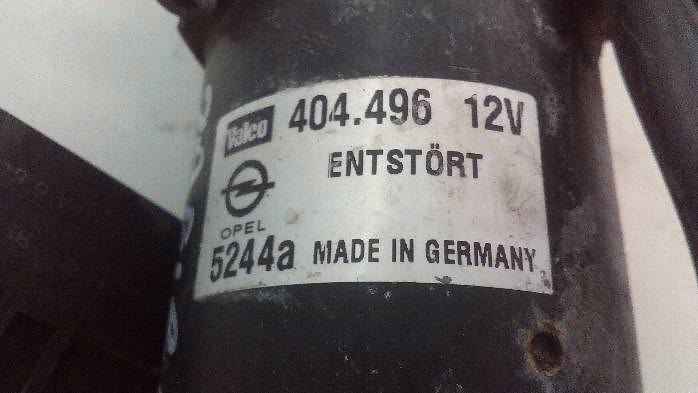 Valeo 404.496 12V
ENTSTÖRT
OPEL
5244a MADE IN GERMANY